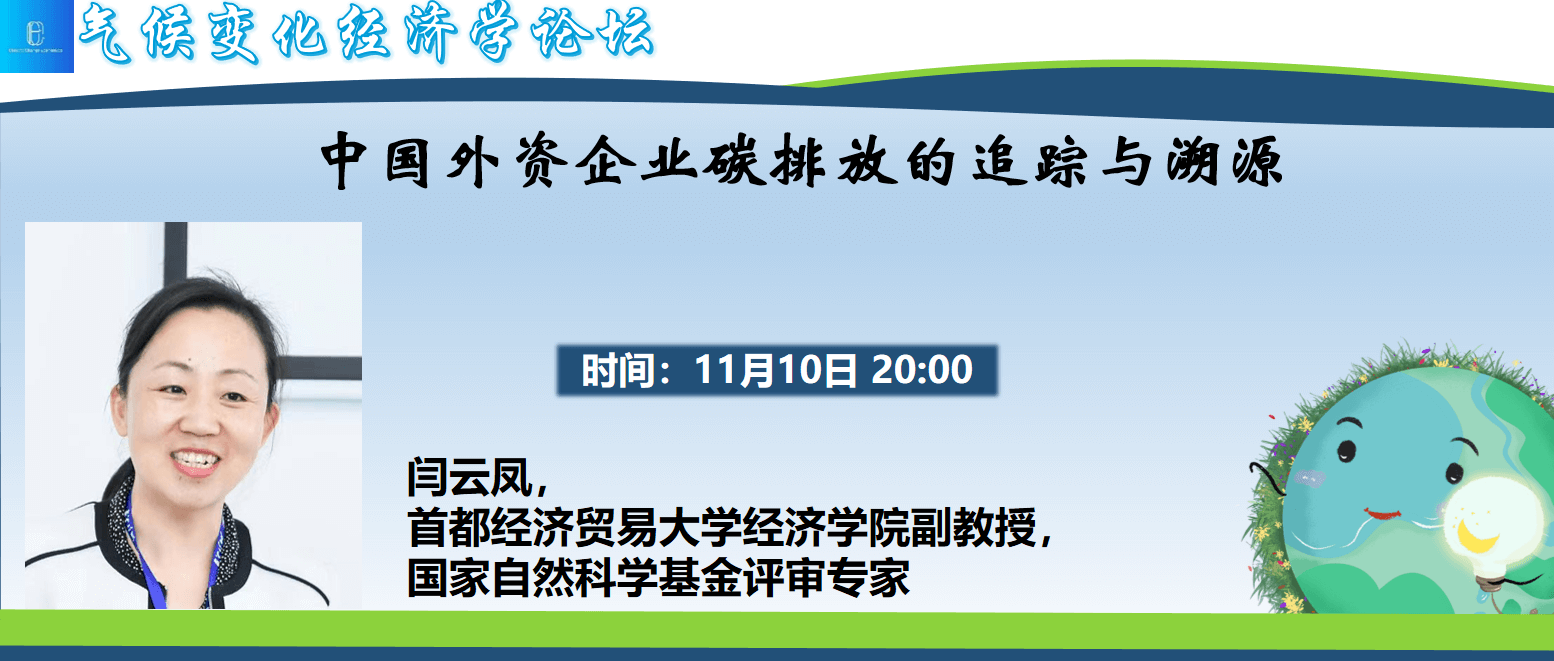 气候变化经济学论坛
中国外资企业碳排放的追踪与溯源
时间：11月10日 20:00
闫云凤，
首都经济贸易大学经济学院副教授，
国家自然科学基金评审专家